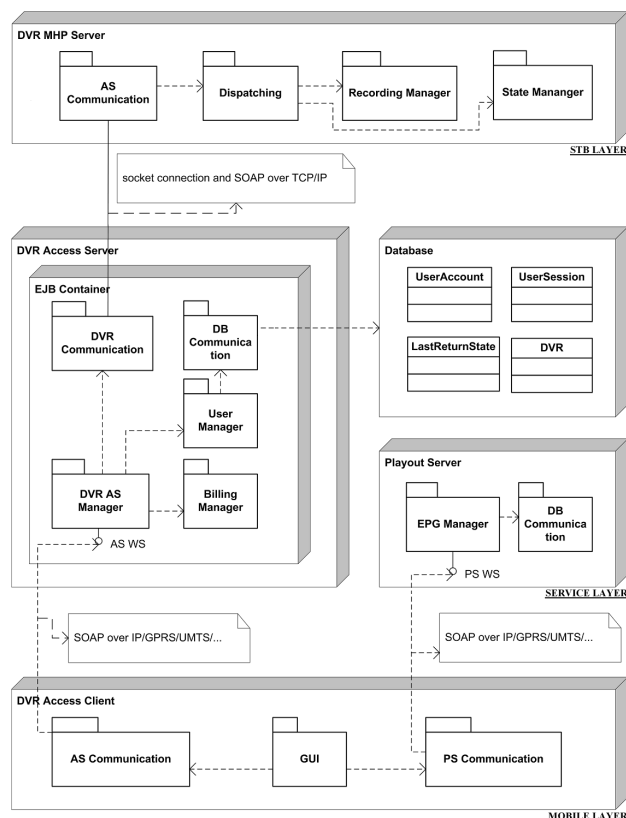 DVR MHP Server
AS
Communication
Dispatching
Recording Manager
State Mananger
STB LAYER
socket connection and SOAP over TCP/IP
DVR Access Server
EJB Container
DVR
Communication
DB
Communica
tion
User
Manager
DVR AS
Manager
Billing
Manager
AS WS
Database
UserAccount
UserSession
LastReturnState
DVR
Playout Server
EPG Manager
DB
Communica
tion
PS WS
SERVICE LAYER
SOAP over IP/GPRS/UMTS/...
SOAP over IP/GPRS/UMTS/...
DVR Access Client
AS Communication
GUI
PS Communication
MOBILE LAYER